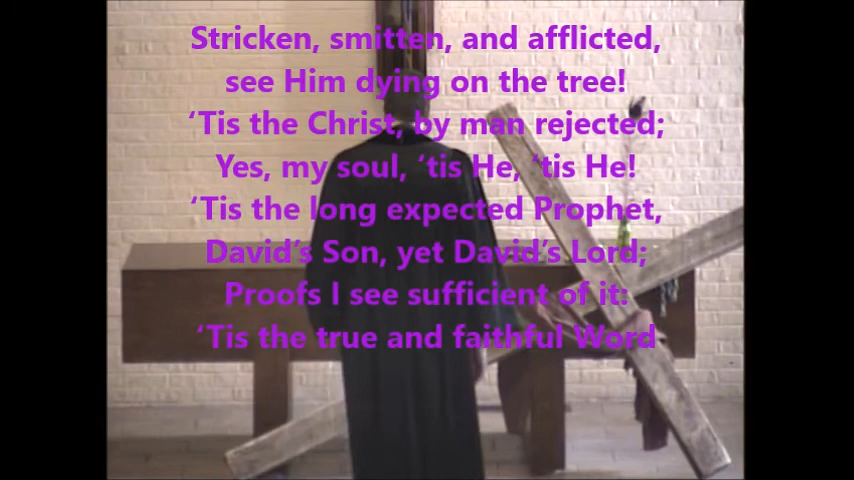 Stricken, smitten, and afflicted,
see Him dying on the tree!
‘Tis the Christ, by man rejected;
Yes, my soul, ‘tis He, ‘tis He!
‘Tis the long expected Prophet,
David’s Son, yet David’s Lord;
Proofs I see sufficient of it:
‘Tis the true and faithful Word